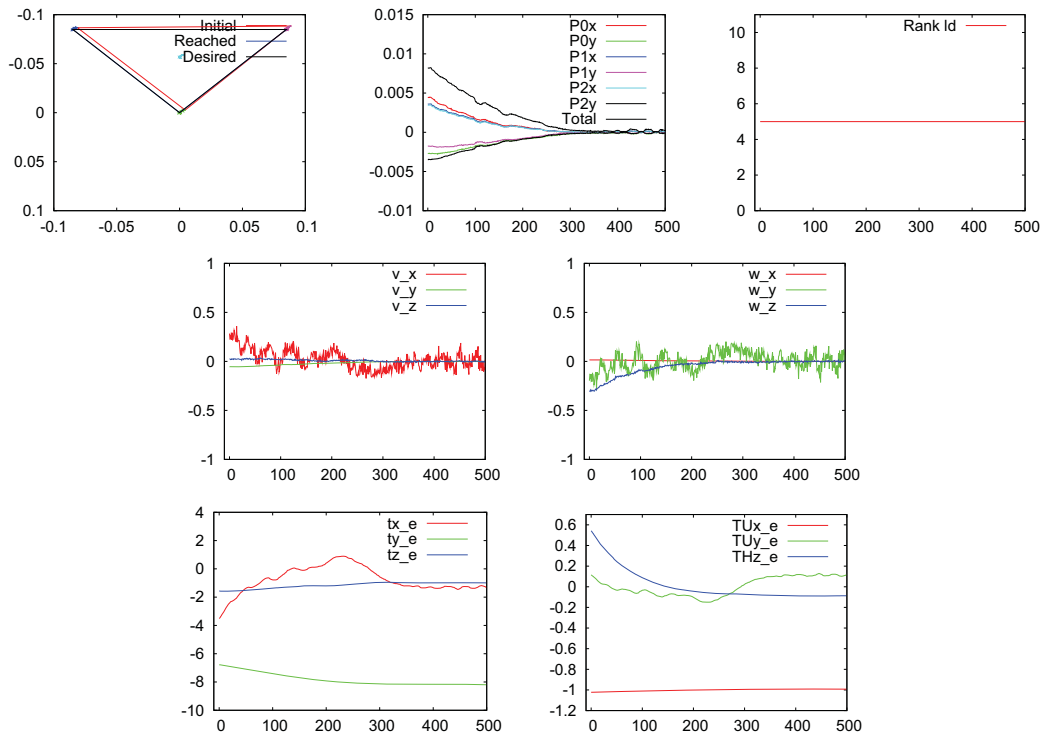 -0.1
-0.05
0
0.05
0.1
-0.1 -0.05 0 0.05 0.1
Initial
Reached
Desired
0.015
0.01
0.005
0
-0.005
-0.01
0 100 200 300 400 500
P0x
P0y
P1x
P1y
P2x
P2y
Total
10
8
6
4
2
0
0 100 200 300 400 500
Rank Id
1
0.5
0
-0.5
-1
0 100 200 300 400 500
v_x
v_y
v_z
1
0.5
0
-0.5
-1
0 100 200 300 400 500
w_x
w_y
w_z
4
2
0
-2
-4
-6
-8
-10
0 100 200 300 400 500
tx_e
ty_e
tz_e
0.6
0.4
0.2
0
-0.2
-0.4
-0.6
-0.8
-1
-1.2
0 100 200 300 400 500
TUx_e
TUy_e
THz_e